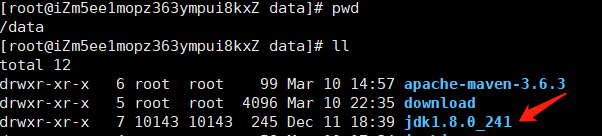 [root@iZm5ee1mopz363ympui8kxZ data]# pwd
/data
[root@iZm5ee1mopz363ympui8kxZ data]# ll
total 12
drwxr-xr-x 6 root root 99 Mar 10 14:57 apache-maven-3.6.3
drwxr-xr-x 5 root root 4096 Mar 10 22:35 download
drwxr-xr-x 7 10143 10143 245 Dec 11 18:39 jdk1.8.0_241